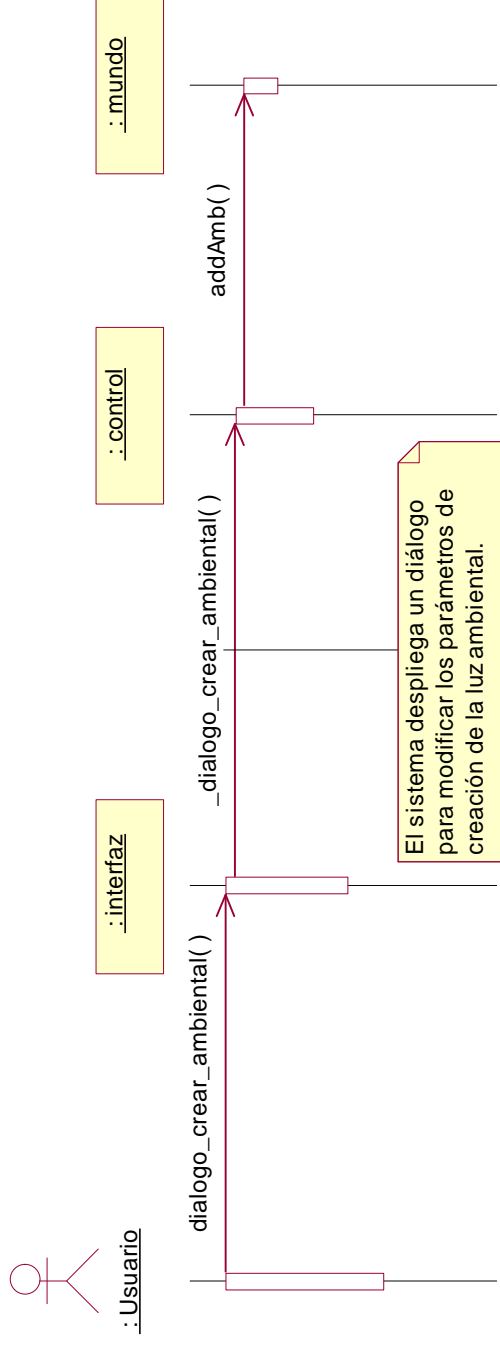 : Usuario
: interfaz
: control
: mundo
dialogo_crear_ambiental( )
_dialogo_crear_ambiental( )
addAmb( )
El sistema despliega un diálogo
para modificar los parámetros de
creación de la luz ambiental.